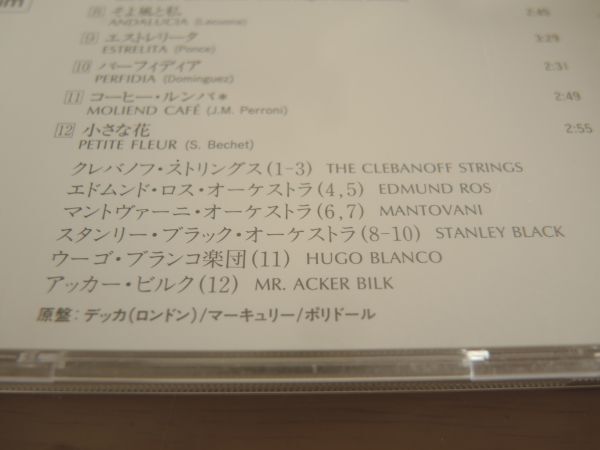 8 そよ風と私 2:45
ANDALUCIA (Lecuona)
9 エストレリータ 3:29
ESTRELITA (Ponce)
10 パーフィディア 2:31
PERFIDIA (Dominguez)
11 コーヒー・ルンバ* 2:49
MOLIEND CAFÉ (J.M. Perroni)
12 小さな花 2:55
PETITE FLEUR (S. Bechet)
クレバノフ・ストリングス(1-3) THE CLEBANOFF STRINGS
エドムンド・ロス・オーケストラ(4,5) EDMUND ROS
マントヴァーニ・オーケストラ(6,7) MANTOVANI
スタンリー・ブラック・オーケストラ(8-10) STANLEY BLACK
ウーゴ・ブランコ楽団(11) HUGO BLANCO
アッカー・ビルク(12) MR. ACKER BILK
原盤：デッカ(ロンドン)/マーキュリー/ポリドール